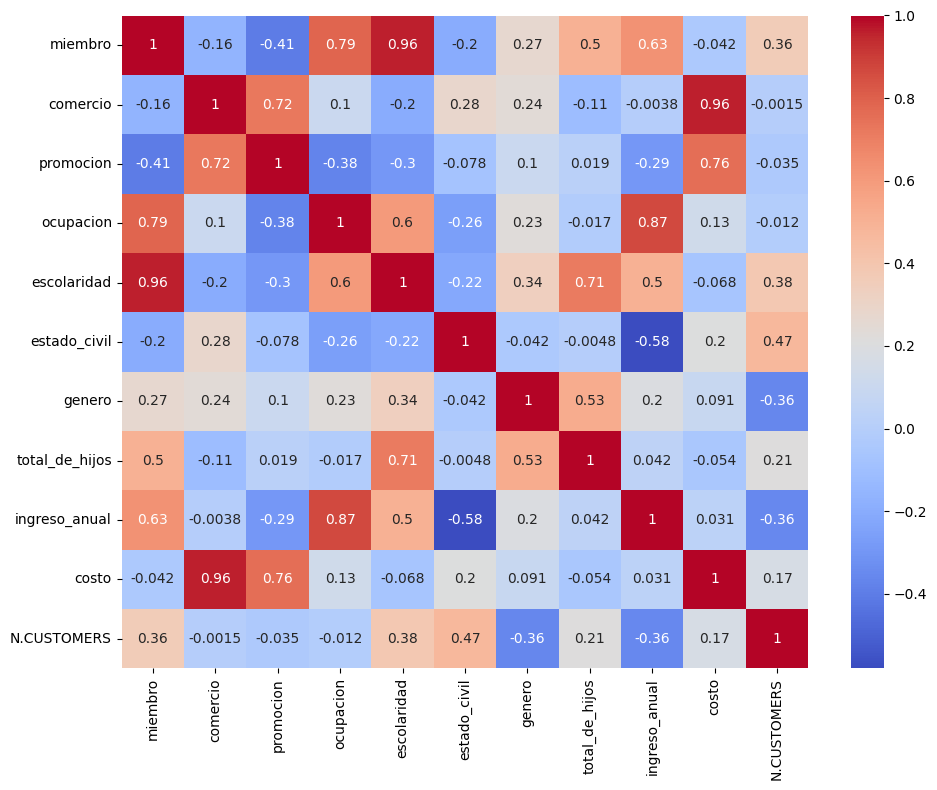 miembro 1 -0.16 -0.41 0.79 0.96 -0.2 0.27 0.5 0.63 -0.042 0.36
comercio -0.16 1 0.72 0.1 -0.2 0.28 0.24 -0.11 -0.0038 0.96 -0.0015
promocion -0.41 0.72 1 -0.38 -0.3 -0.078 0.1 0.019 -0.29 0.76 -0.035
ocupacion 0.79 0.1 -0.38 1 0.6 -0.26 0.23 -0.017 0.87 0.13 -0.012
escolaridad 0.96 -0.2 -0.3 0.6 1 -0.22 0.34 0.71 0.5 -0.068 0.38
estado_civil -0.2 0.28 -0.078 -0.26 -0.22 1 -0.042 -0.0048 -0.58 0.2 0.47
genero 0.27 0.24 0.1 0.23 0.34 -0.042 1 0.53 0.2 0.091 -0.36
total_de_hijos 0.5 -0.11 0.019 -0.017 0.71 -0.0048 0.53 1 0.042 -0.054 0.21
ingreso_anual 0.63 -0.0038 -0.29 0.87 0.5 -0.58 0.2 0.042 1 0.031 -0.36
costo -0.042 0.96 0.76 0.13 -0.068 0.2 0.091 -0.054 0.031 1 0.17
N.CUSTOMERS 0.36 -0.0015 -0.035 -0.012 0.38 0.47 -0.36 0.21 -0.36 0.17 1
miembro
comercio
promocion
ocupacion
escolaridad
estado_civil
genero
total_de_hijos
ingreso_anual
costo
N.CUSTOMERS
1.0
0.8
0.6
0.4
0.2
0.0
−0.2
−0.4